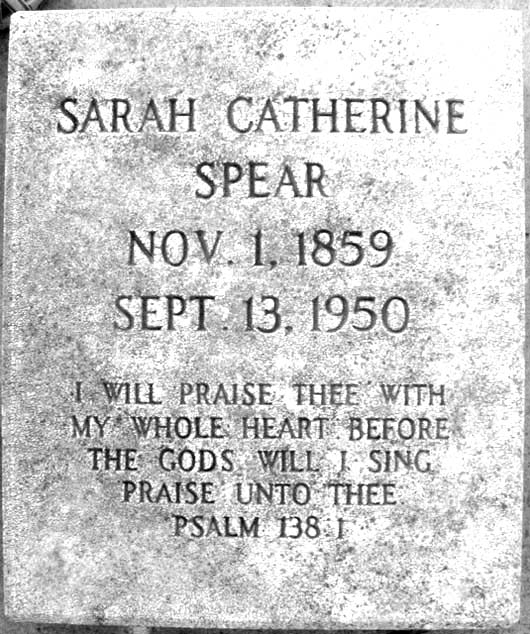 SARAH CATHERINE
SPEAR
NOV. 1, 1859
SEPT. 13, 1950
I WILL PRAISE THEE WITH
MY WHOLE HEART BEFORE
THE GODS WILL I SING
PRAISE UNTO THEE
PSALM 138:1